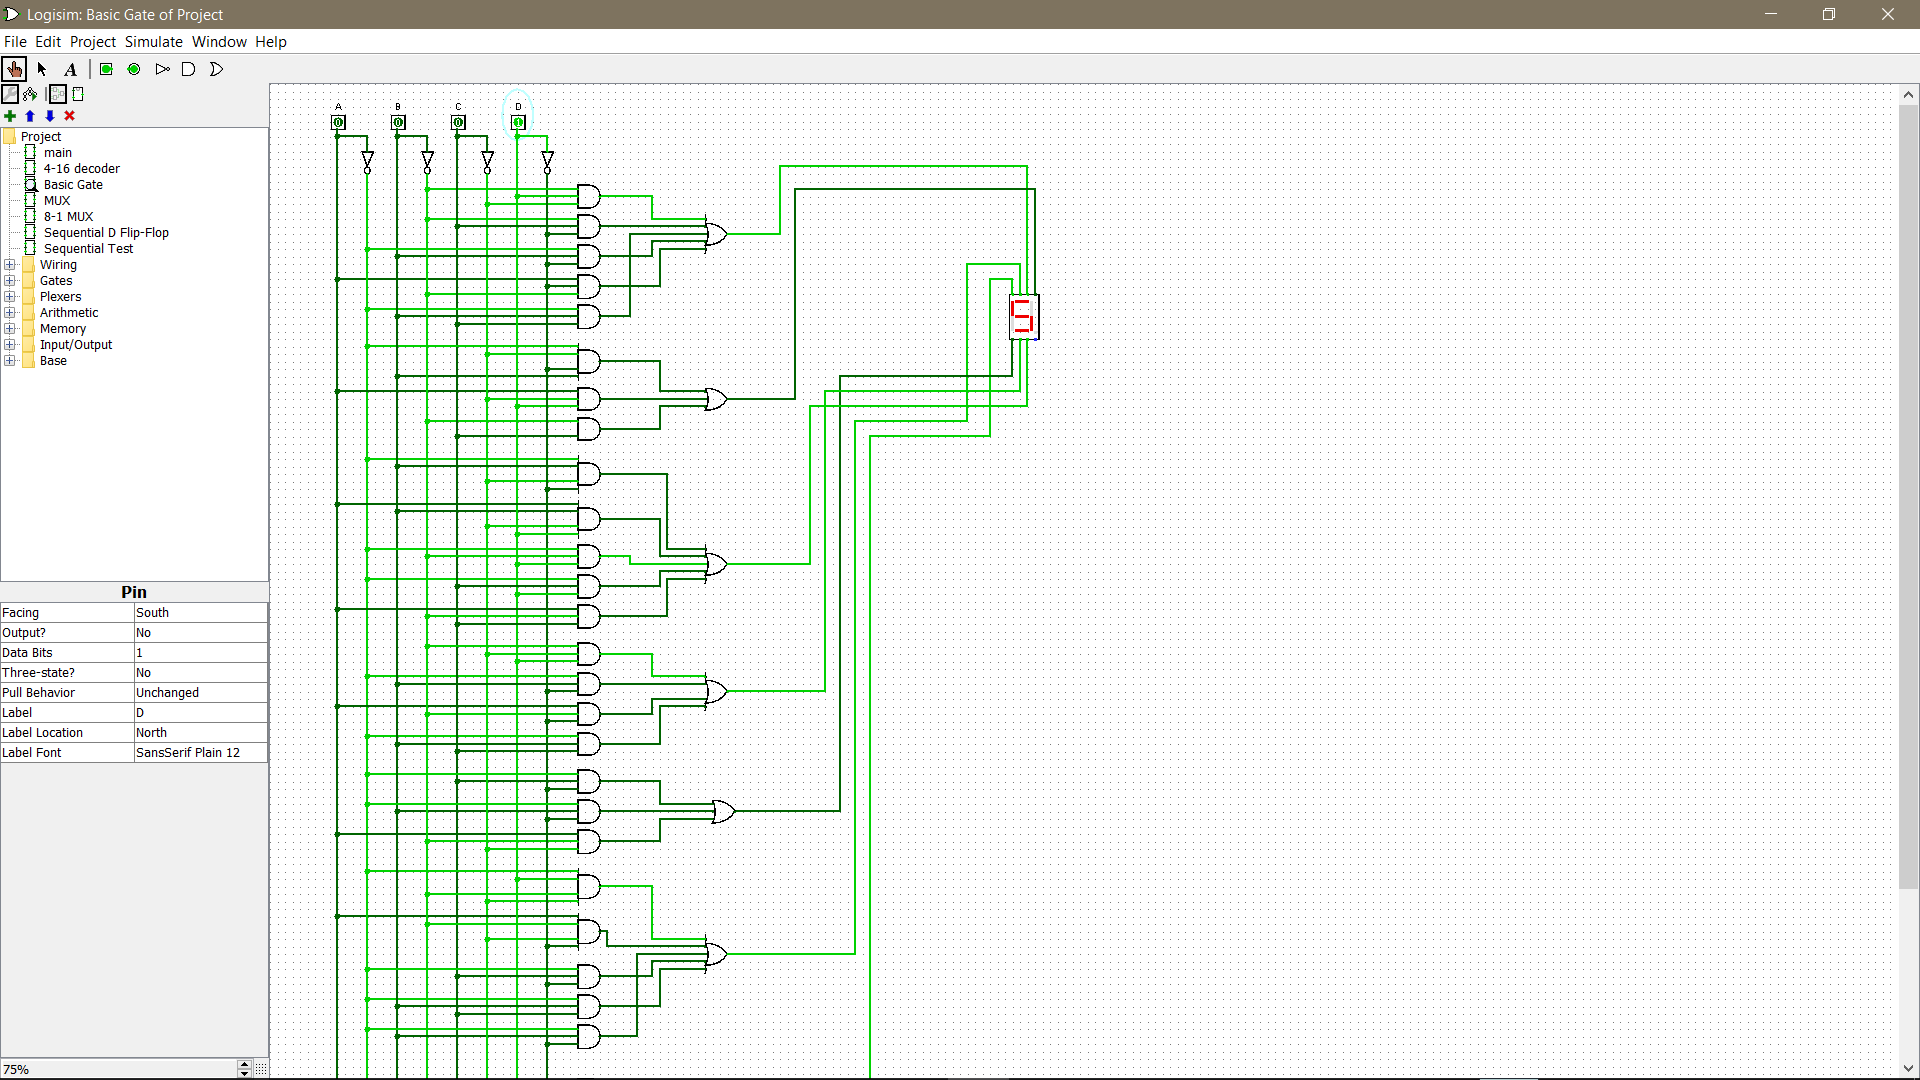 Logisim: Basic Gate of Project
File Edit Project Simulate Window Help
A
A B C D
0 0 0 1
Project
main
4-16 decoder
Basic Gate
MUX
8-1 MUX
Sequential D Flip-Flop
Sequential Test
Wiring
Gates
Plexers
Arithmetic
Memory
Input/Output
Base
Pin
Facing South
Output? No
Data Bits 1
Three-state? No
Pull Behavior Unchanged
Label D
Label Location North
Label Font SansSerif Plain 12
75%
5